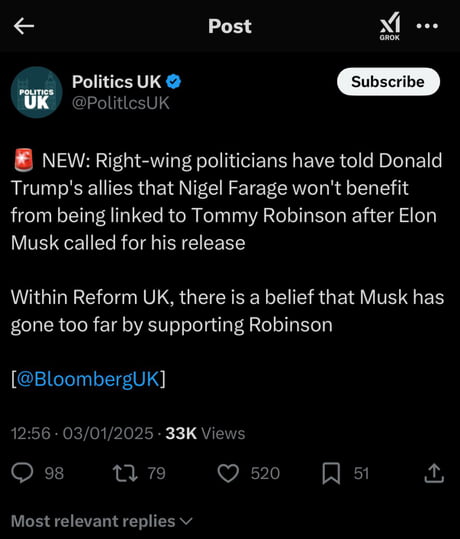 Post
GROK
POLITICS
UK
Politics UK
@PolitlcsUK
Subscribe
🚨 NEW: Right-wing politicians have told Donald
Trump's allies that Nigel Farage won't benefit
from being linked to Tommy Robinson after Elon
Musk called for his release
Within Reform UK, there is a belief that Musk has
gone too far by supporting Robinson
[@BloombergUK]
12:56 · 03/01/2025 · 33K Views
98 79 520 51
Most relevant replies